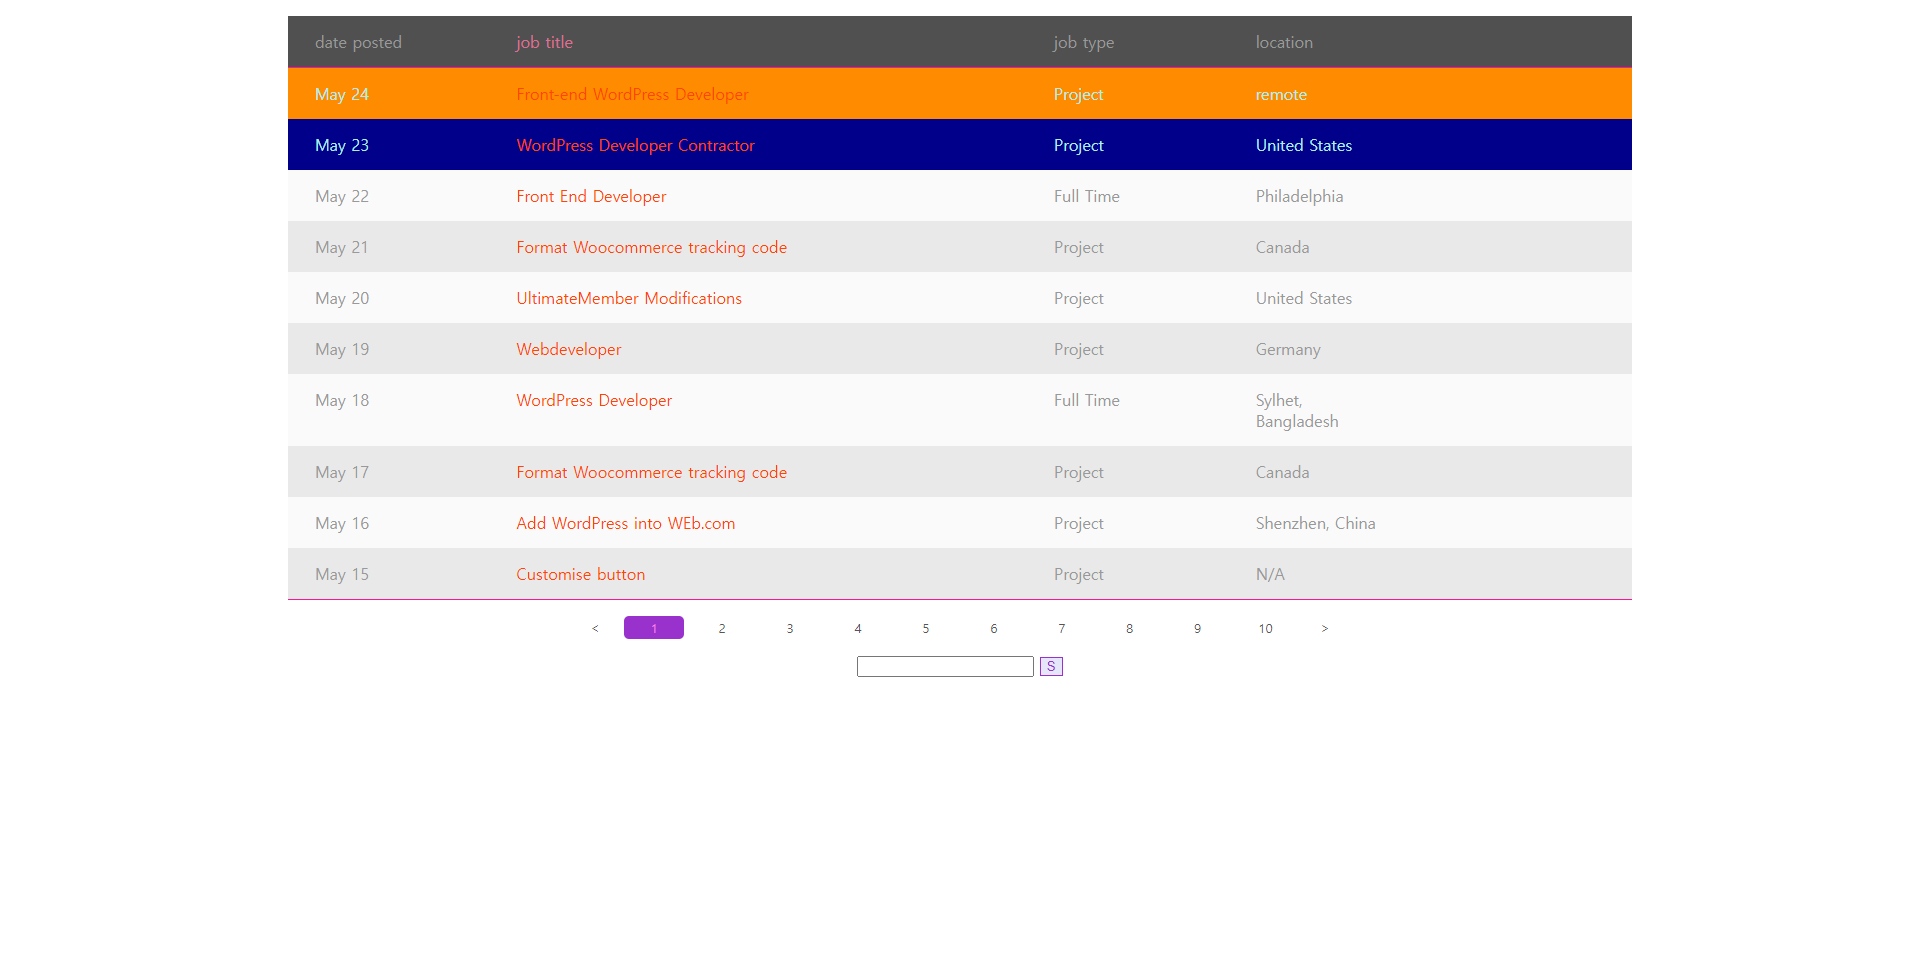 date posted job title job type location
May 24 Front-end WordPress Developer Project remote
May 23 WordPress Developer Contractor Project United States
May 22 Front End Developer Full Time Philadelphia
May 21 Format Woocommerce tracking code Project Canada
May 20 UltimateMember Modifications Project United States
May 19 Webdeveloper Project Germany
May 18 WordPress Developer Full Time Sylhet,
Bangladesh
May 17 Format Woocommerce tracking code Project Canada
May 16 Add WordPress into WEb.com Project Shenzhen, China
May 15 Customise button Project N/A
< 1 2 3 4 5 6 7 8 9 10 >
S